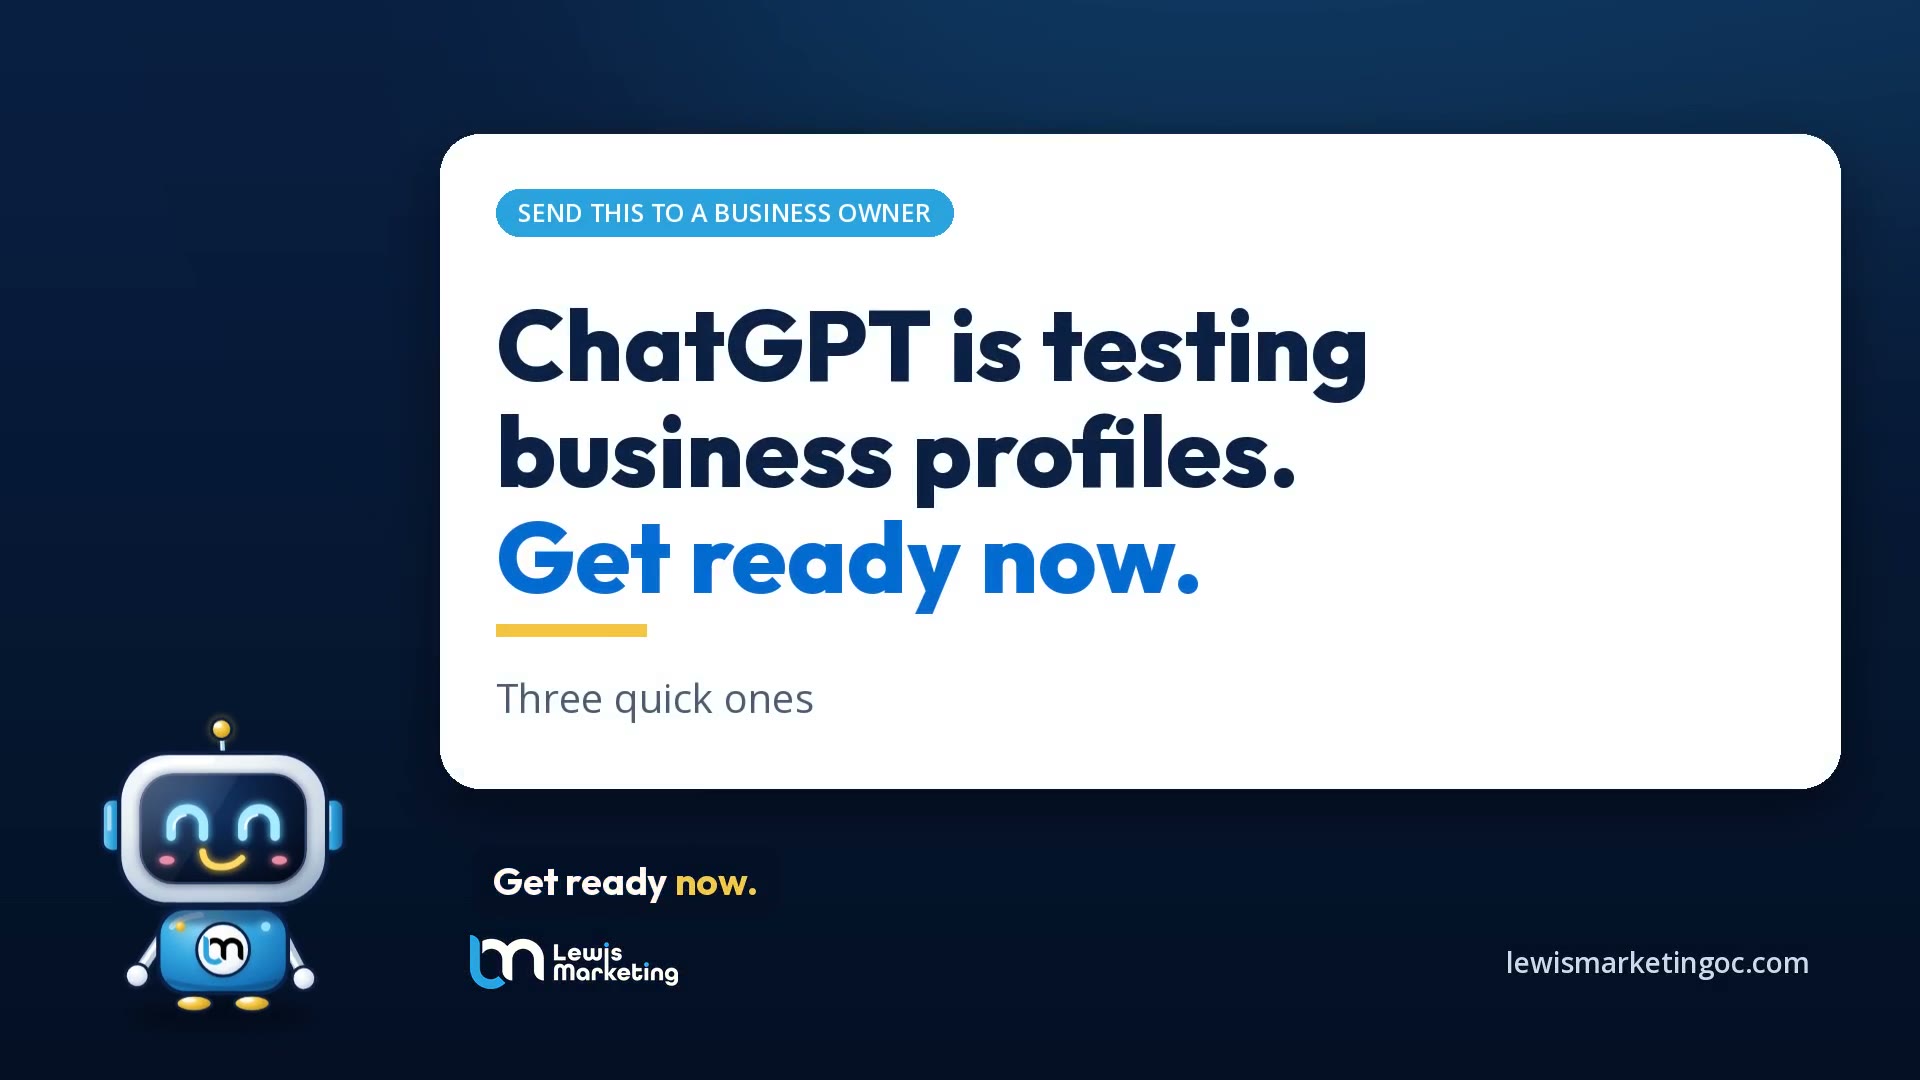 SEND THIS TO A BUSINESS OWNER
ChatGPT is testing
business profiles.
Get ready now.
Three quick ones
Get ready now.
Lewis
Marketing
lewismarketingoc.com